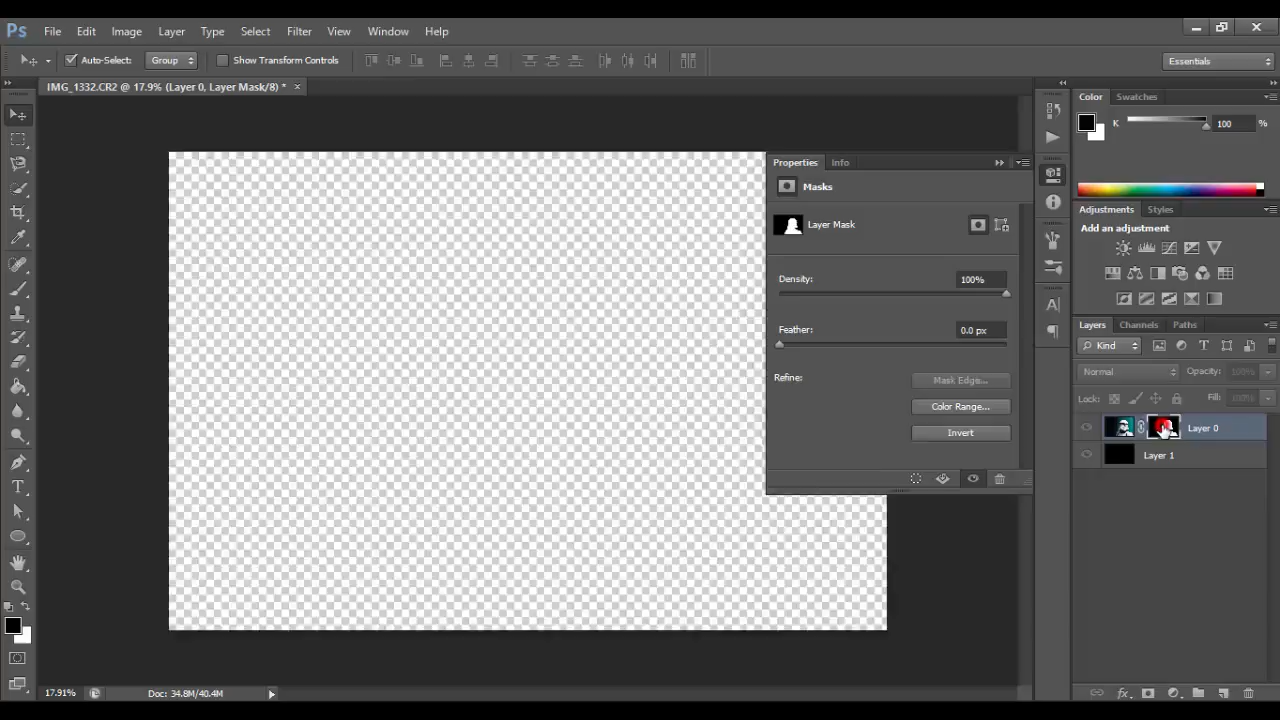 Ps File Edit Image Layer Type Select Filter View Window Help
Auto-Select: Group Show Transform Controls Essentials
IMG_1332.CR2 @ 17.9% (Layer 0, Layer Mask/8) * ×
Color Swatches
K 100 %
Properties Info
Masks
Layer Mask
Density: 100%
Feather: 0.0 px
Refine: Mask Edge...
Color Range...
Invert
Adjustments Styles
Add an adjustment
Layers Channels Paths
Kind T
Normal Opacity: 100%
Lock: Fill: 100%
Layer 0
Layer 1
T
A
fx
17.91% Doc: 34.8M/40.4M